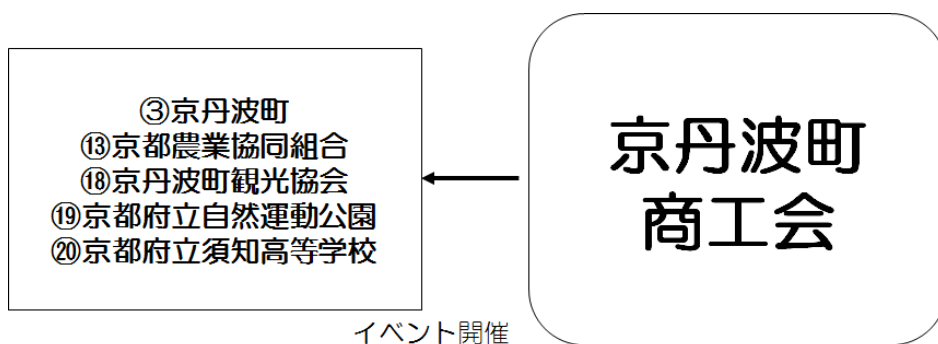 ③京丹波町
⑬京都農業協同組合
⑱京丹波町観光協会
⑲京都府立自然運動公園
⑳京都府立須知高等学校
イベント開催
京丹波町
商工会